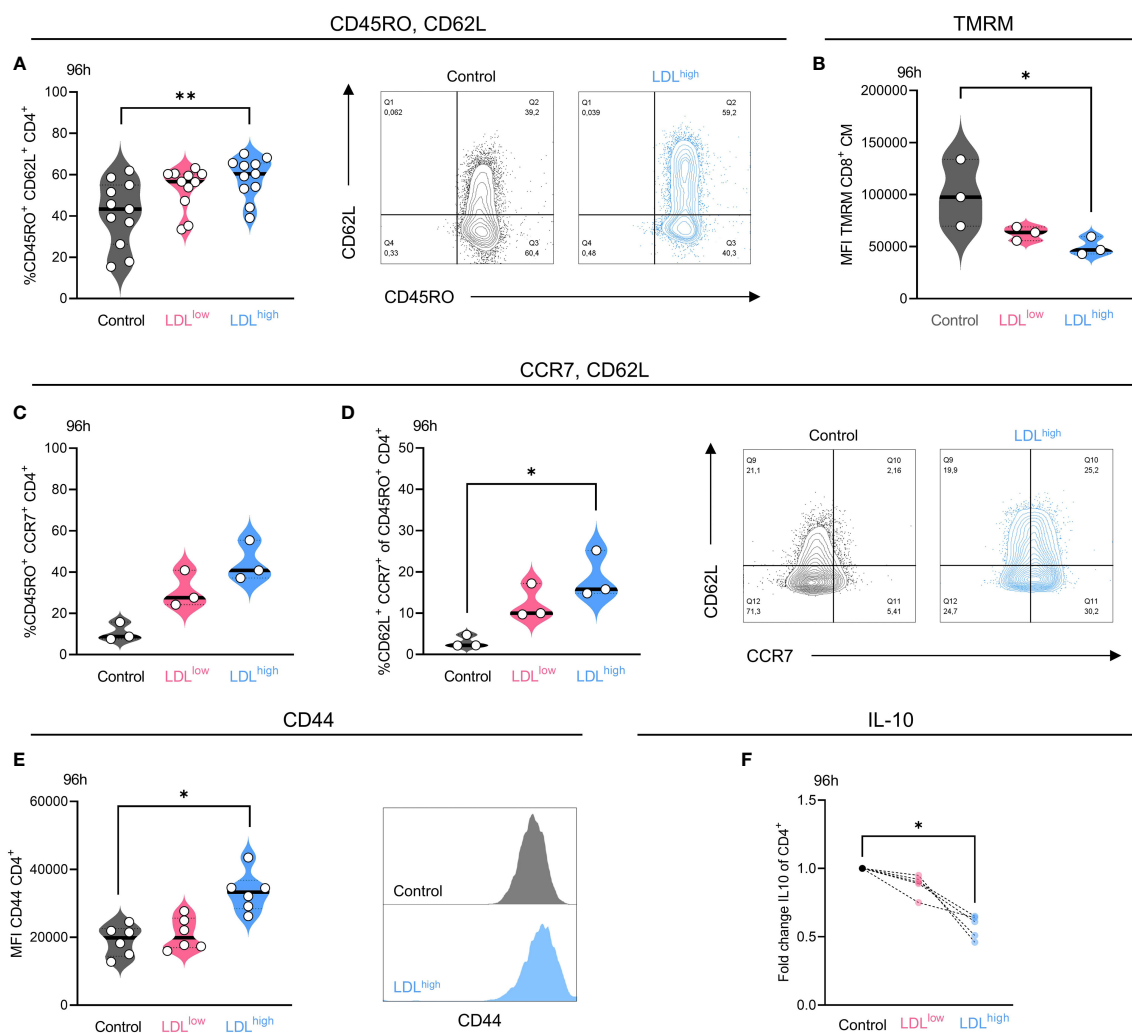 CD45RO, CD62L
TMRM
A
96h
%CD45RO+ CD62L+ CD4+
100
80
60
40
20
0
**
Control
LDLlow
LDLhigh
Control
LDLhigh
CD62L
Q1
0,062
Q2
39,2
Q4
0,33
Q3
60,4
Q1
0,039
Q2
59,2
Q4
0,48
Q3
40,3
CD45RO
B
96h
MFI TMRM CD8+ CM
200000
150000
100000
50000
0
*
Control
LDLlow
LDLhigh
CCR7, CD62L
C
96h
%CD45RO+ CCR7+ CD4+
100
80
60
40
20
0
Control
LDLlow
LDLhigh
D
96h
%CD62L+ CCR7+ of CD45RO+ CD4+
50
40
30
20
10
0
*
Control
LDLlow
LDLhigh
Control
LDLhigh
CD62L
Q9
21,1
Q10
2,16
Q12
71,3
Q11
5,41
Q9
19,9
Q10
25,2
Q12
24,7
Q11
30,2
CCR7
CD44
IL-10
E
96h
MFI CD44 CD4+
60000
40000
20000
0
*
Control
LDLlow
LDLhigh
Control
LDLhigh
CD44
F
96h
Fold change IL10 of CD4+
1.5
1.0
0.5
0.0
*
Control
LDLlow
LDLhigh